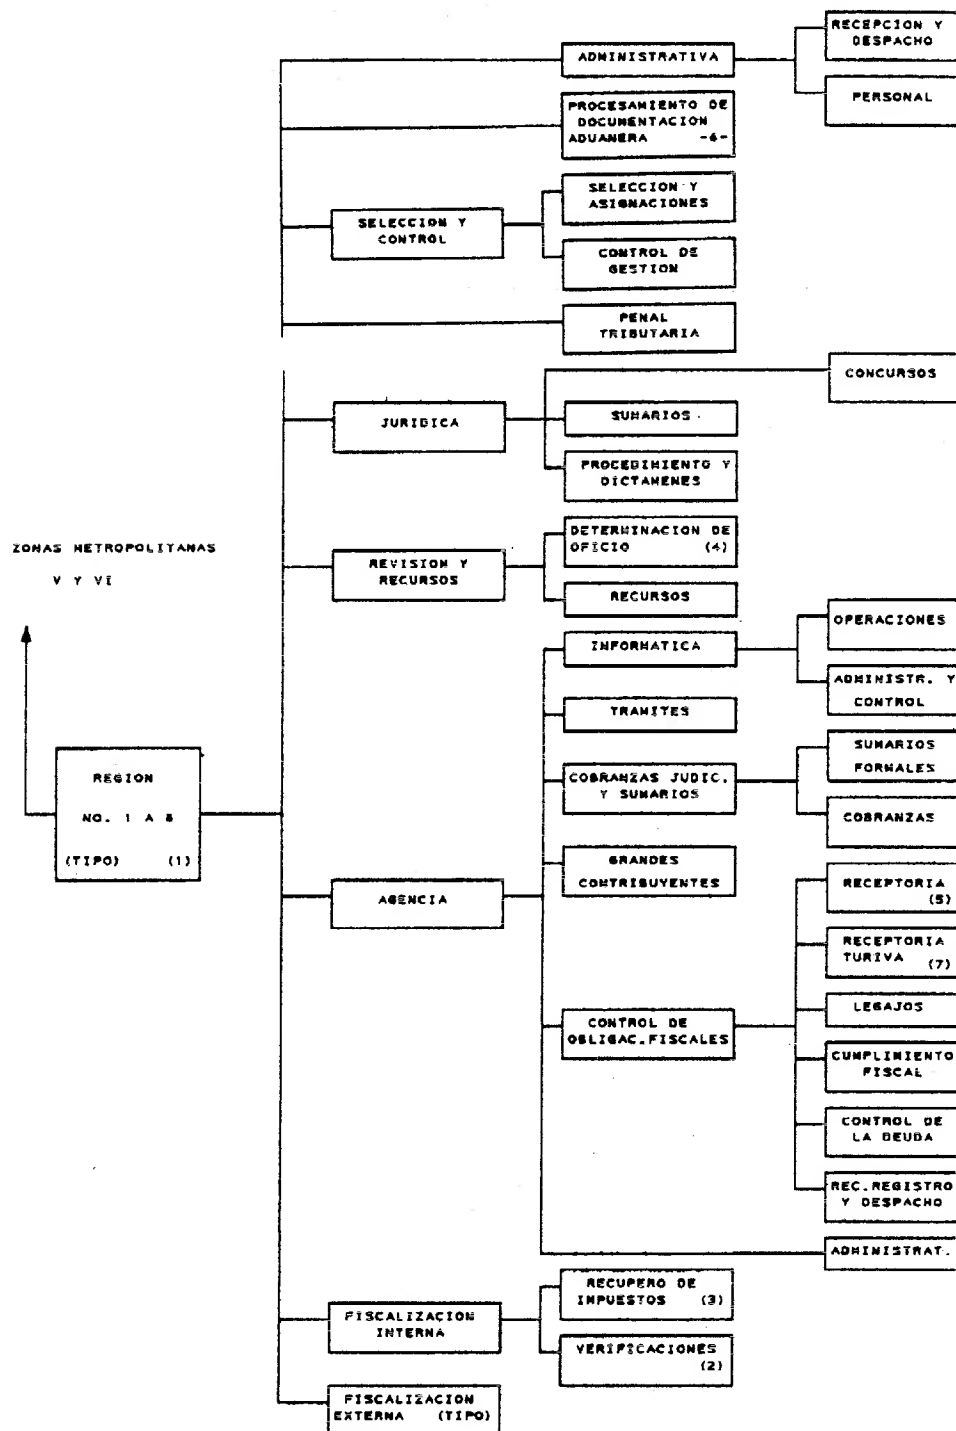 RECEPCION Y
DESPACHO
ADMINISTRATIVA
PERSONAL
PROCESAMIENTO DE
DOCUMENTACION
ADUANERA -6-
SELECCION Y
ASIGNACIONES
SELECCION Y
CONTROL
CONTROL DE
GESTION
PENAL
TRIBUTARIA
CONCURSOS
JURIDICA
SUMARIOS
PROCEDIMIENTO Y
DICTAMENES
DETERMINACION DE
OFICIO (4)
ZONAS METROPOLITANAS
V Y VI
REVISION Y
RECURSOS
RECURSOS
OPERACIONES
INFORMATICA
ADMINISTR. Y
CONTROL
TRAMITES
SUMARIOS
FORMALES
COBRANZAS JUDIC.
Y SUMARIOS
COBRANZAS
REGION
NO. 1 A 8
(TIPO) (1)
GRANDES
CONTRIBUYENTES
RECEPTORIA
(5)
AGENCIA
RECEPTORIA
TURIVA (7)
LEGAJOS
CONTROL DE
OBLIGAC.FISCALES
CUMPLIMIENTO
FISCAL
CONTROL DE
LA DEUDA
REC.REGISTRO
Y DESPACHO
ADMINISTRAT.
RECUPERO DE
IMPUESTOS (3)
FISCALIZACION
INTERNA
VERIFICACIONES
(2)
FISCALIZACION
EXTERNA (TIPO)